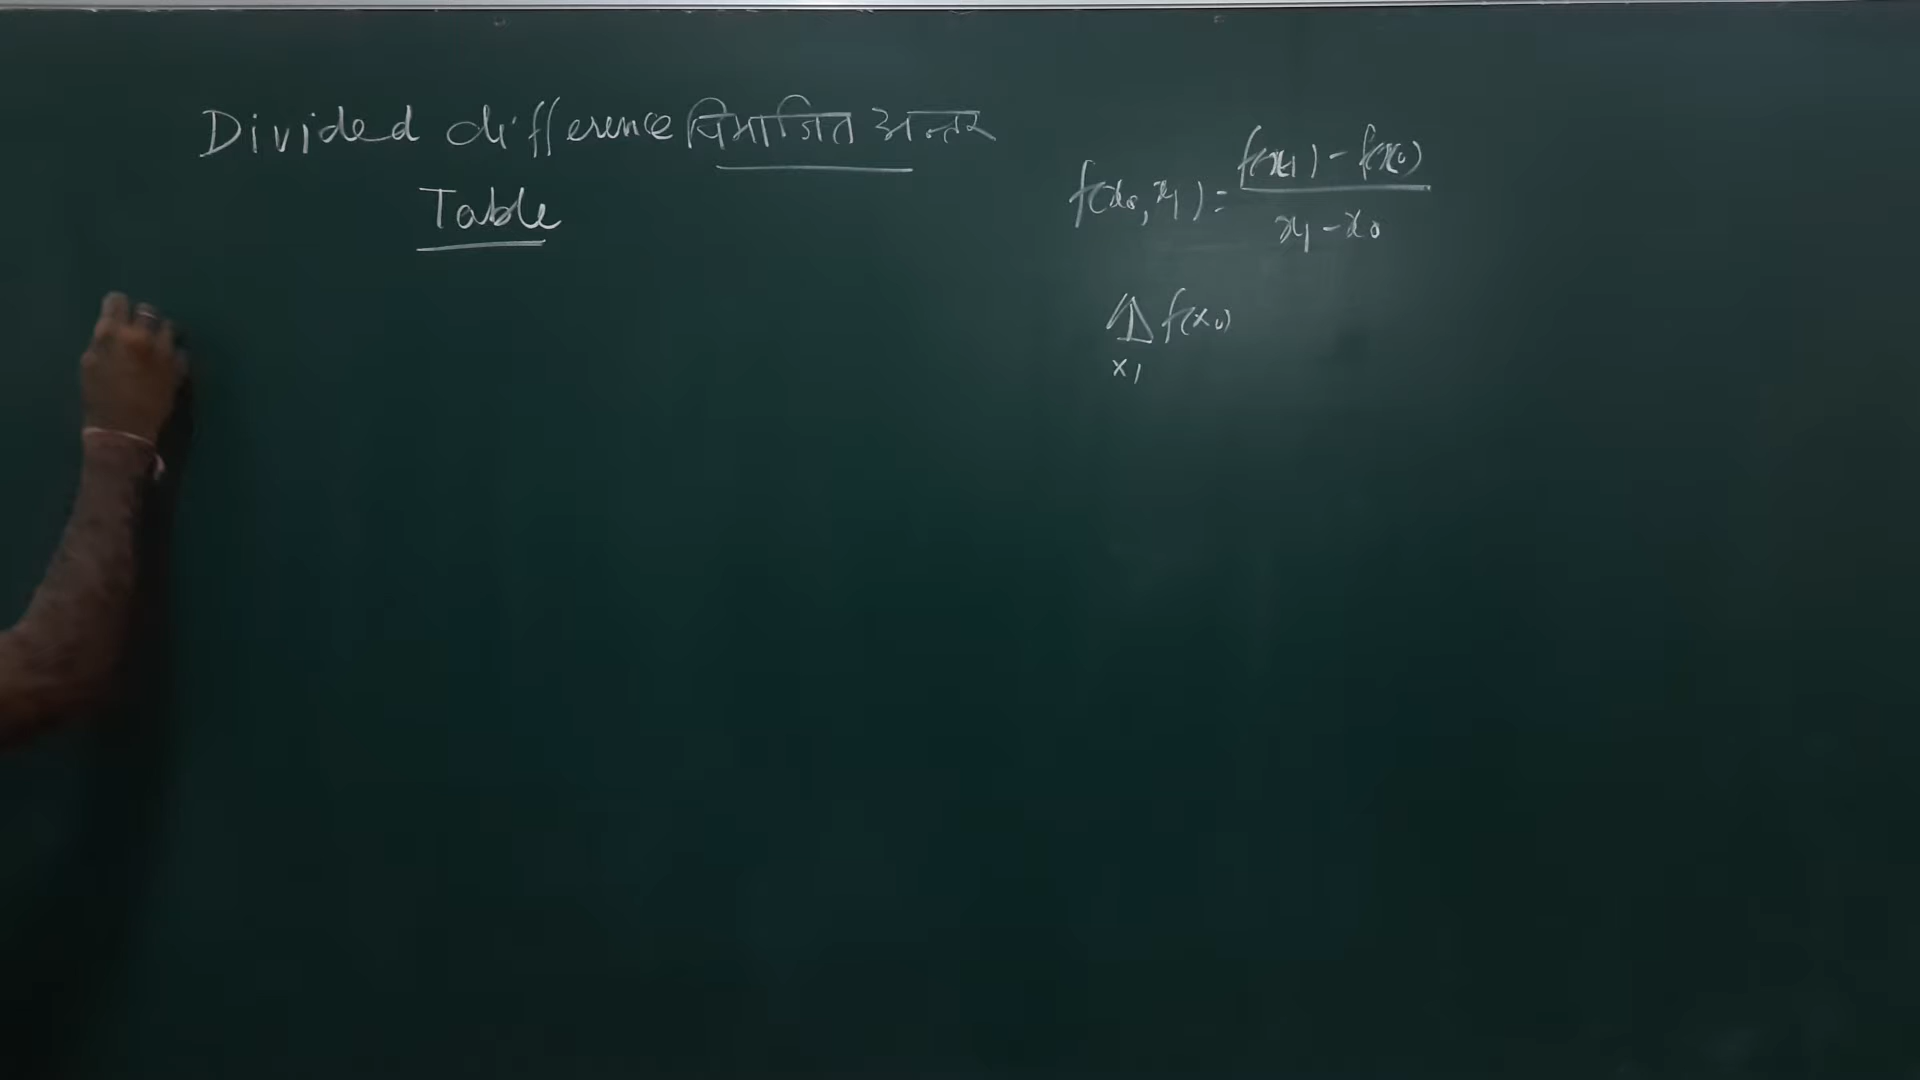 Divided difference विभाजित अन्तर
Table
f(x₀, x₁) = f(x₁) - f(x₀) / x₁ - x₀
⍋ f(x₀)
x₁